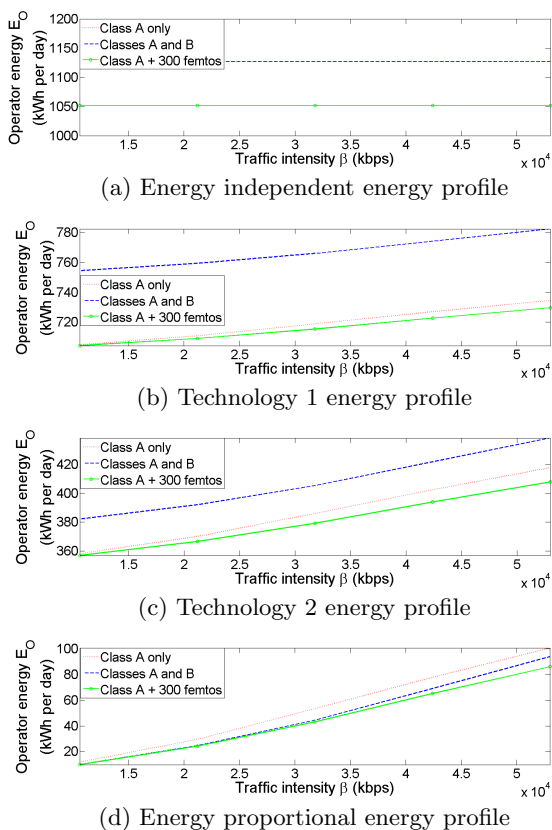 Operator energy E_O
(kWh per day)
1200
1150
1100
1050
1000
Class A only
Classes A and B
Class A + 300 femtos
1.5 2 2.5 3 3.5 4 4.5 5
Traffic intensity β (kbps)
x 10^4
(a) Energy independent energy profile
Operator energy E_O
(kWh per day)
780
760
740
720
Class A only
Classes A and B
Class A + 300 femtos
1.5 2 2.5 3 3.5 4 4.5 5
Traffic intensity β (kbps)
x 10^4
(b) Technology 1 energy profile
Operator energy E_O
(kWh per day)
420
400
380
360
Class A only
Classes A and B
Class A + 300 femtos
1.5 2 2.5 3 3.5 4 4.5 5
Traffic intensity β (kbps)
x 10^4
(c) Technology 2 energy profile
Operator energy E_O
(kWh per day)
100
80
60
40
20
Class A only
Classes A and B
Class A + 300 femtos
1.5 2 2.5 3 3.5 4 4.5 5
Traffic intensity β (kbps)
x 10^4
(d) Energy proportional energy profile